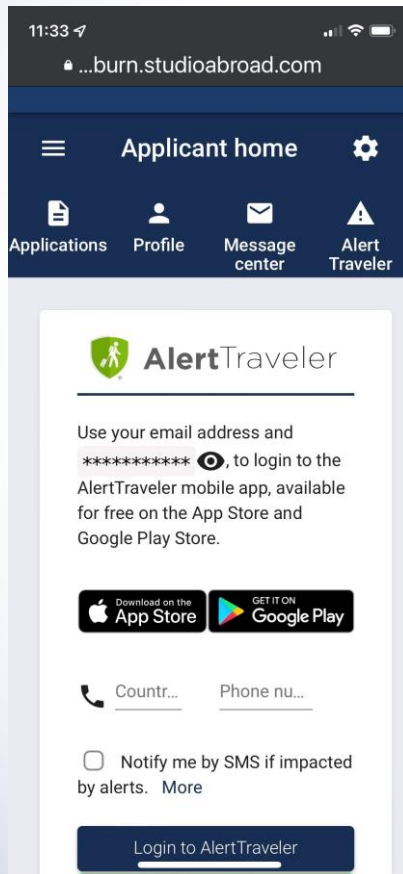 11:33
...burn.studioabroad.com
Applicant home
Applications Profile Message center Alert Traveler
AlertTraveler
Use your email address and
***********, to login to the
AlertTraveler mobile app, available
for free on the App Store and
Google Play Store.
Download on the App Store
GET IT ON Google Play
Countr... Phone nu...
Notify me by SMS if impacted
by alerts. More
Login to AlertTraveler